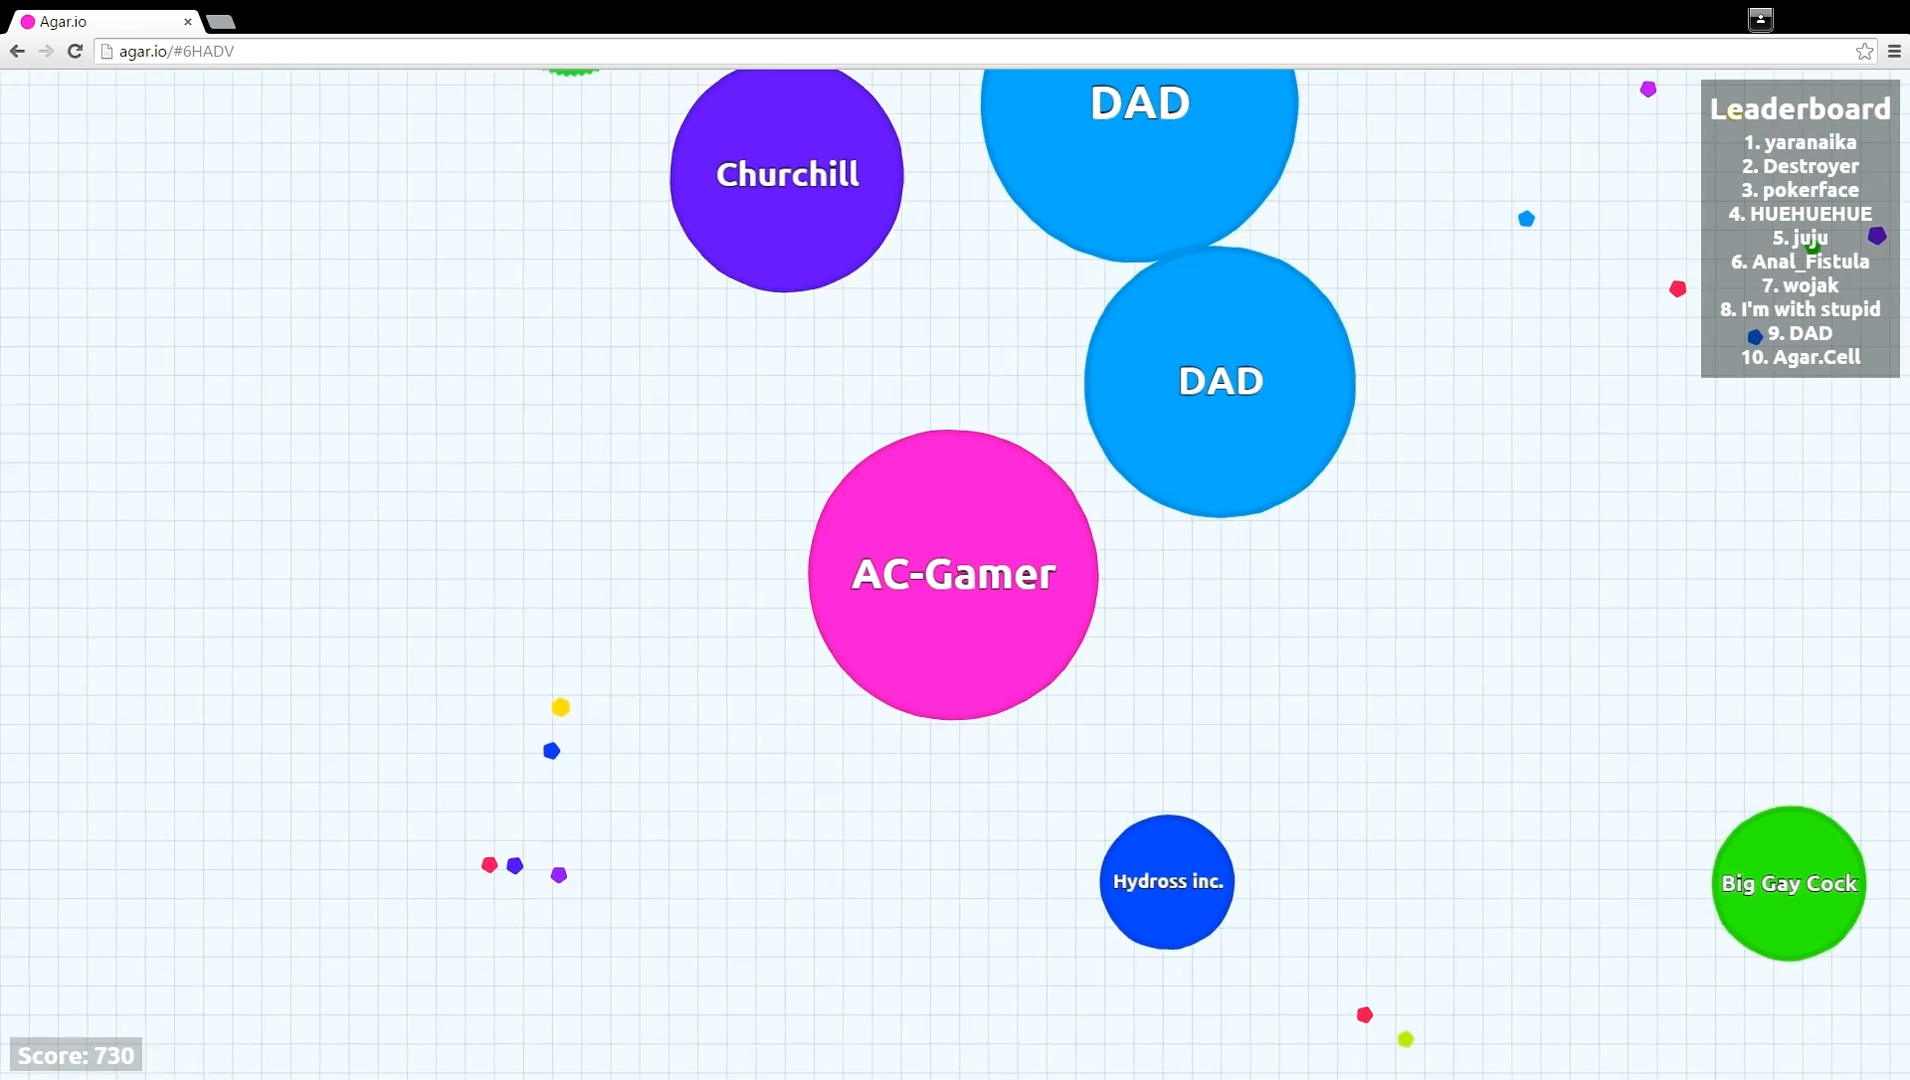 Agar.io
agar.io/#6HADV
DAD
Churchill
DAD
AC-Gamer
Hydross inc.
Big Gay Cock
Leaderboard
1. yaranaika
2. Destroyer
3. pokerface
4. HUEHUEHUE
5. juju
6. Anal_Fistula
7. wojak
8. I'm with stupid
9. DAD
10. Agar.Cell
Score: 730